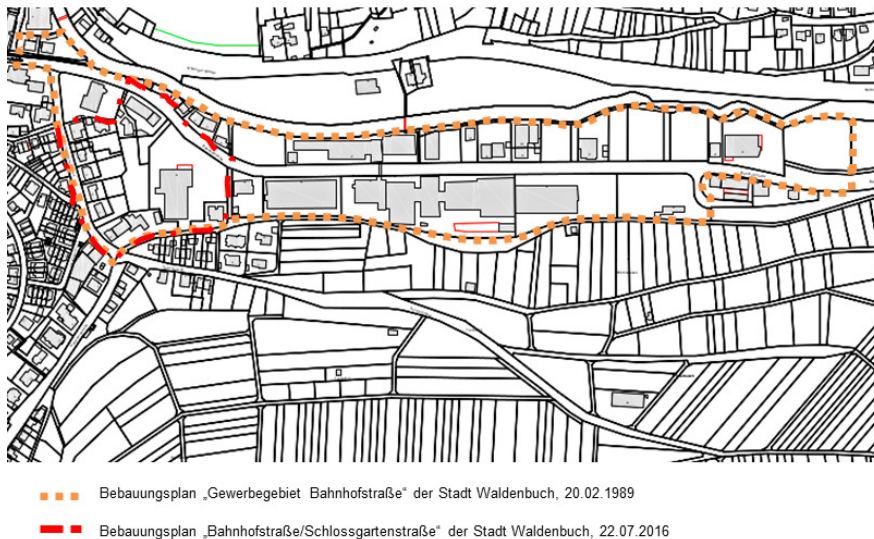 Bebauungsplan „Gewerbegebiet Bahnhofstraße“ der Stadt Waldenbuch, 20.02.1989
Bebauungsplan „Bahnhofstraße/Schlossgartenstraße“ der Stadt Waldenbuch, 22.07.2016